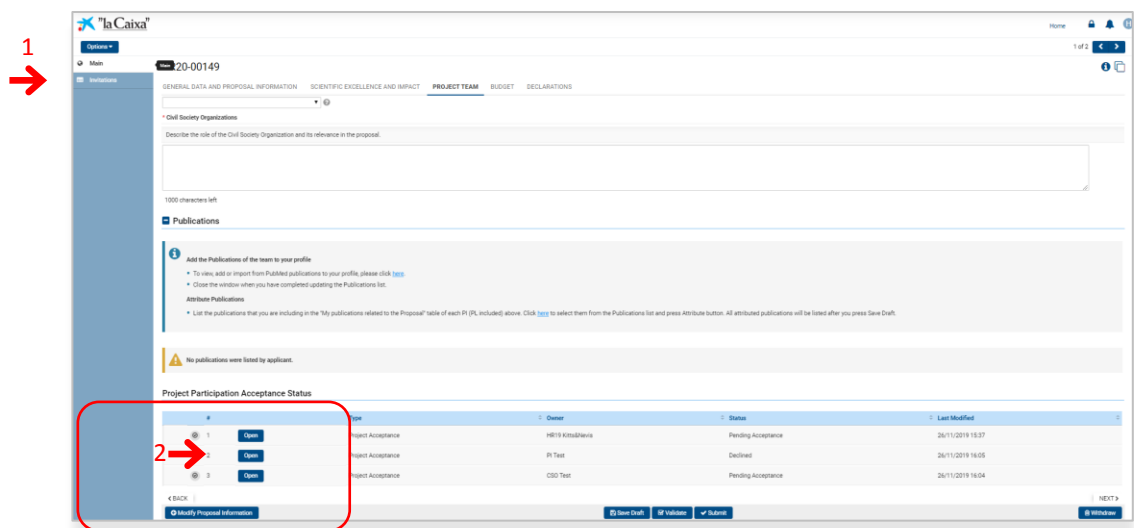 1
"la Caixa"
Home
H
Options
1 of 2 < >
Main
Invitations
Share
20-00149
GENERAL DATA AND PROPOSAL INFORMATION SCIENTIFIC EXCELLENCE AND IMPACT PROJECT TEAM BUDGET DECLARATIONS
* Civil Society Organizations
Describe the role of the Civil Society Organization and its relevance in the proposal.
1000 characters left
Publications
Add the Publications of the team to your profile
To view, add or import from PubMed publications to your profile, please click here.
Close the window when you have completed updating the Publications list.
Attribute Publications
List the publications that you are including in the "My publications related to the Proposal" table of each PI (PL included) above. Click here to select them from the Publications list and press Attribute button. All attributed publications will be listed after you press Save Draft.
No publications were listed by applicant.
Project Participation Acceptance Status
# Type Owner Status Last Modified
1 Open Project Acceptance HR19 Kitts&Nevis Pending Acceptance 26/11/2019 15:37
2
2 Open Project Acceptance PI Test Declined 26/11/2019 16:05
3 Open Project Acceptance CSO Test Pending Acceptance 26/11/2019 16:04
< BACK NEXT >
Modify Proposal Information Save Draft Validate Submit Withdraw